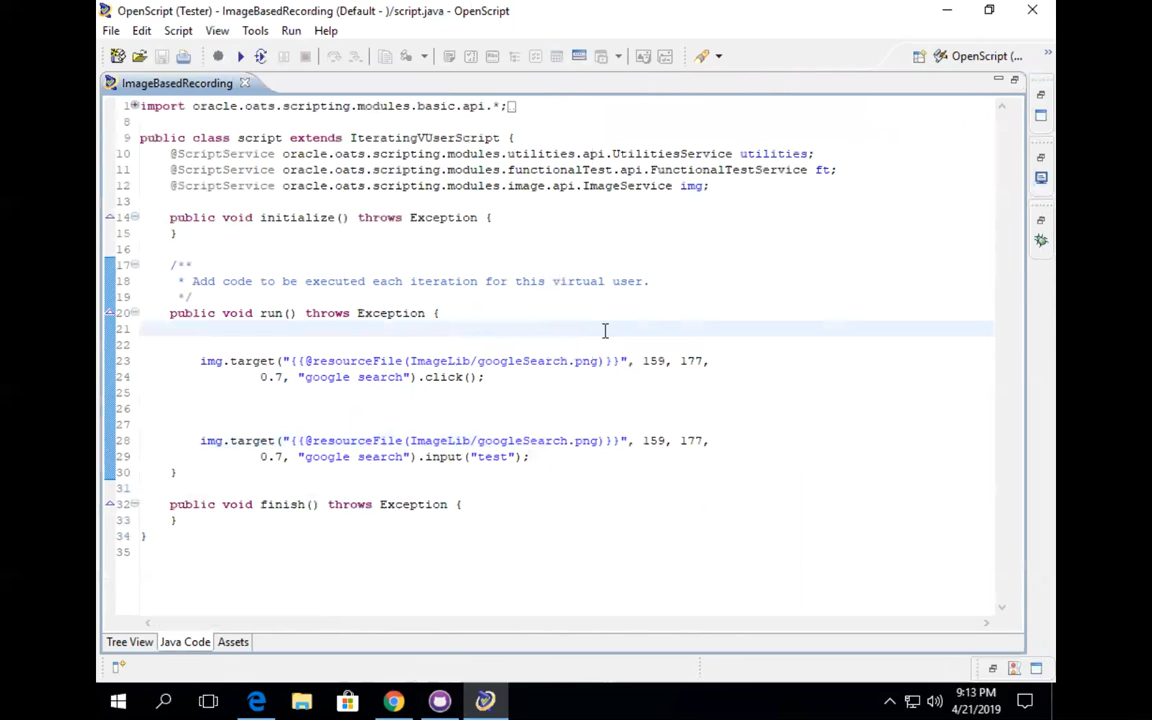 OpenScript (Tester) - ImageBasedRecording (Default - )/script.java - OpenScript
File Edit Script View Tools Run Help
OpenScript (...
ImageBasedRecording
1 import oracle.oats.scripting.modules.basic.api.*;
8
9 public class script extends IteratingVUserScript {
10 @ScriptService oracle.oats.scripting.modules.utilities.api.UtilitiesService utilities;
11 @ScriptService oracle.oats.scripting.modules.functionalTest.api.FunctionalTestService ft;
12 @ScriptService oracle.oats.scripting.modules.image.api.ImageService img;
13
14 public void initialize() throws Exception {
15 }
16
17 /**
18 * Add code to be executed each iteration for this virtual user.
19 */
20 public void run() throws Exception {
21
22
23 img.target("{{@resourceFile(ImageLib/googleSearch.png)}}", 159, 177,
24 0.7, "google search").click();
25
26
27
28 img.target("{{@resourceFile(ImageLib/googleSearch.png)}}", 159, 177,
29 0.7, "google search").input("test");
30 }
31
32 public void finish() throws Exception {
33 }
34 }
35
Tree View Java Code Assets
9:13 PM
4/21/2019